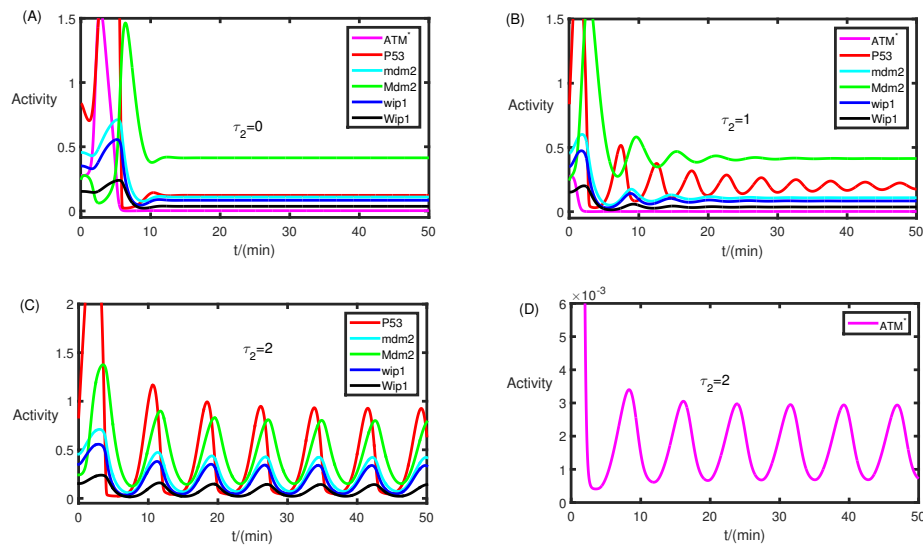 (A)
1.5
1
Activity
0.5
0
τ2=0
ATM*
P53
mdm2
Mdm2
wip1
Wip1
0 10 20 30 40 50
t/(min)
(B)
1.5
1
Activity
0.5
0
τ2=1
ATM*
P53
mdm2
Mdm2
wip1
Wip1
0 10 20 30 40 50
t/(min)
(C)
2
1.5
1
Activity
0.5
0
τ2=2
P53
mdm2
Mdm2
wip1
Wip1
0 10 20 30 40 50
t/(min)
(D)
×10-3
6
5
4
Activity
3
2
1
0
τ2=2
ATM*
0 10 20 30 40 50
t/(min)